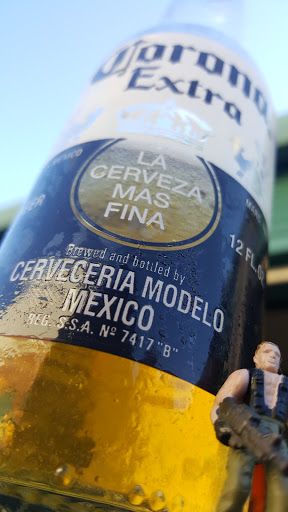 Corona
Extra
LA
CERVEZA
MAS
FINA
12 FL. O
Brewed and bottled by
CERVECERIA MODELO
MEXICO
REG. S.S.A. Nº 7417 "B"